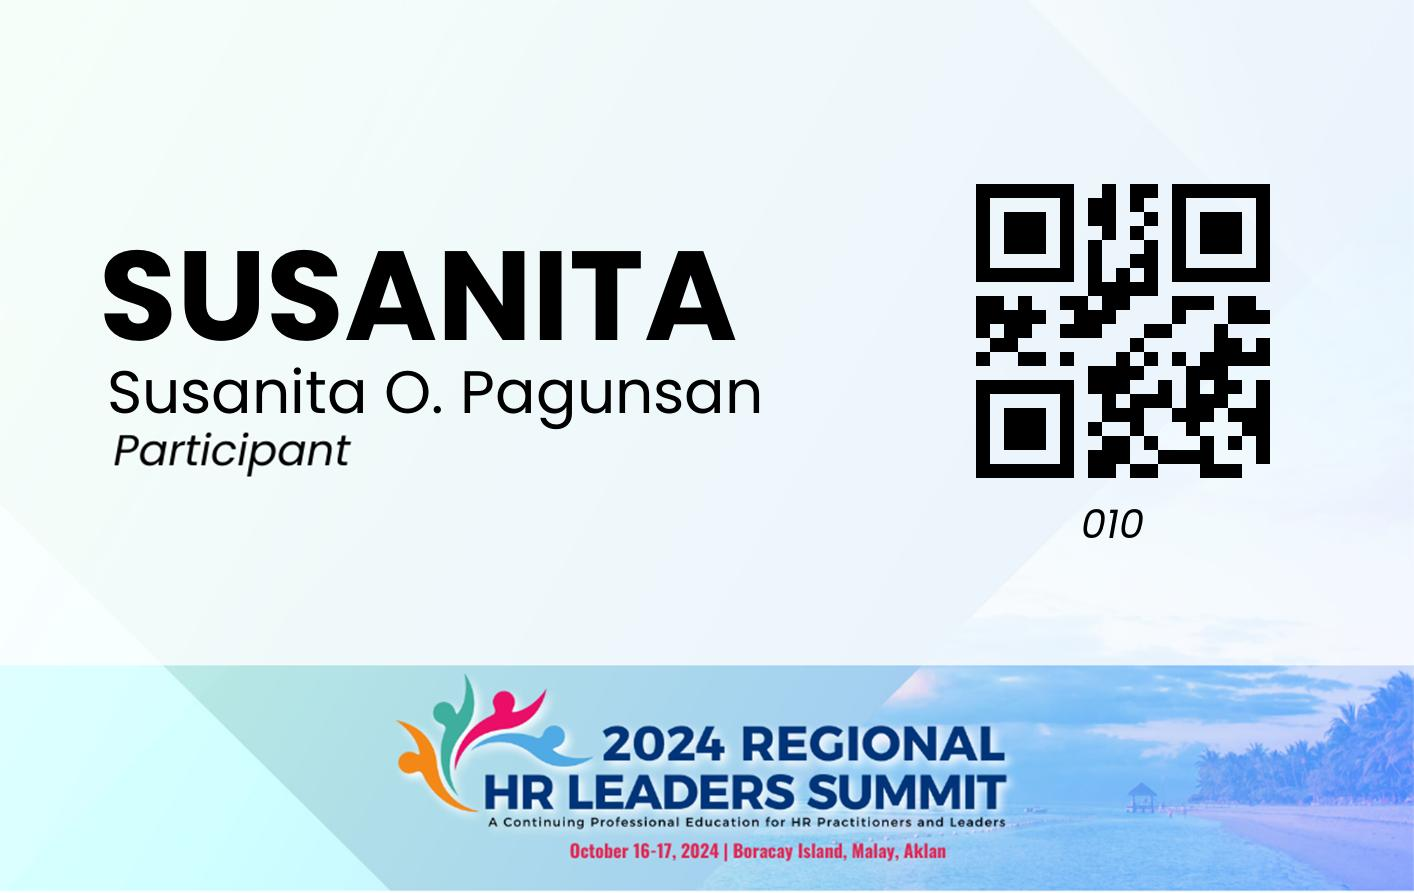 SUSANITA
Susanita O. Pagunsan
Participant
010
2024 REGIONAL
HR LEADERS SUMMIT
A Continuing Professional Education for HR Practitioners and Leaders
October 16-17, 2024 | Boracay Island, Malay, Aklan